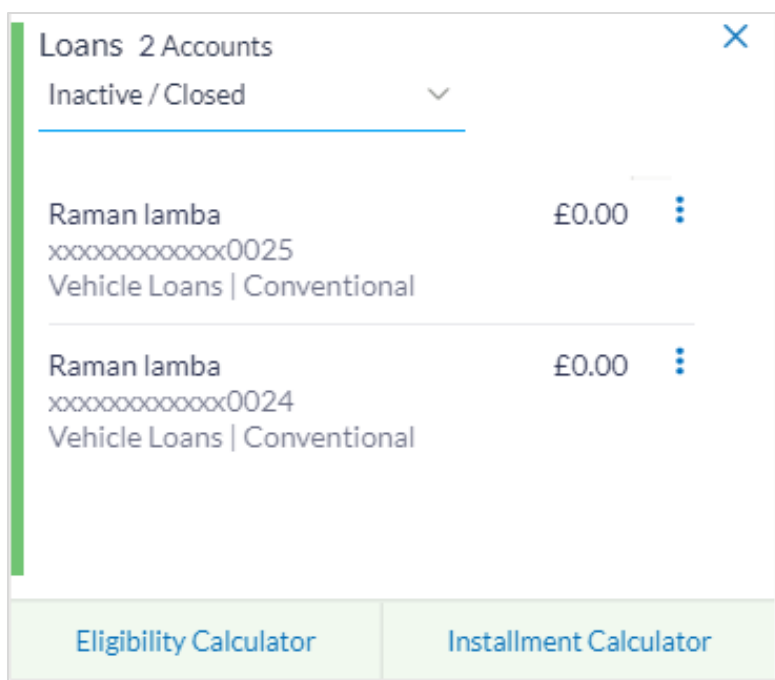 Loans 2 Accounts
Inactive / Closed
Raman lamba £0.00
xxxxxxxxxxxx0025
Vehicle Loans | Conventional
Raman lamba £0.00
xxxxxxxxxxxx0024
Vehicle Loans | Conventional
Eligibility Calculator Installment Calculator